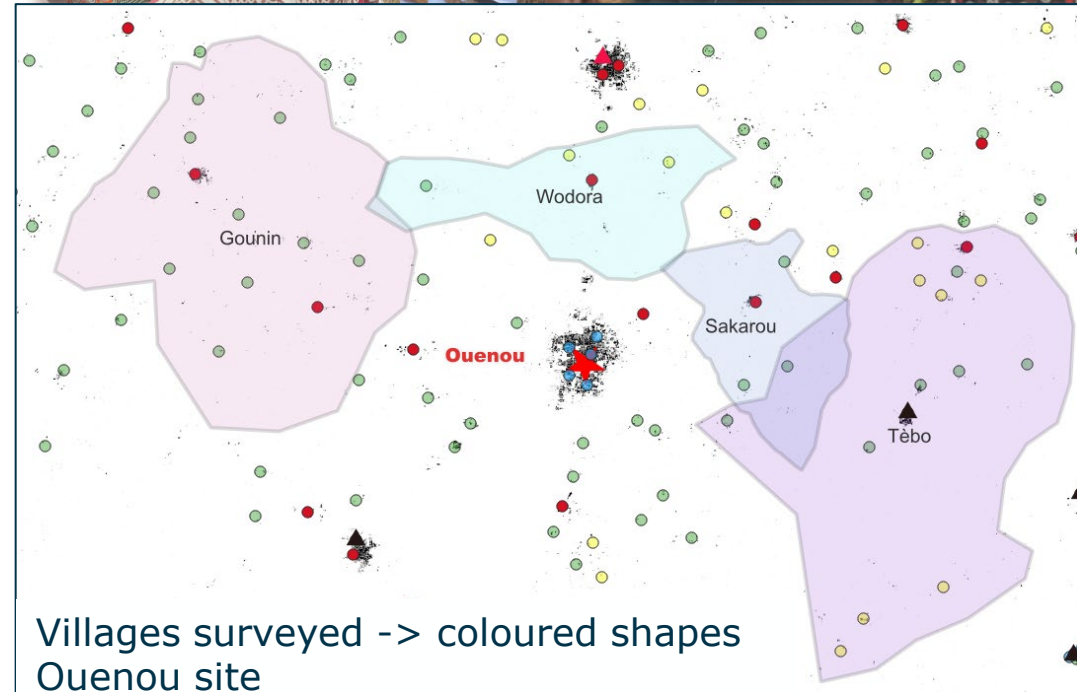 Wodora
Gounin
Sakarou
Ouenou
Tèbo
Villages surveyed -> coloured shapes
Ouenou site